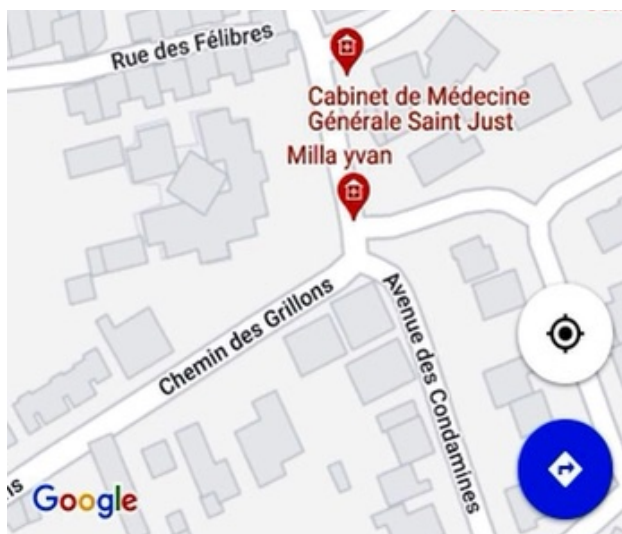 Rue des Félibres
Cabinet de Médecine
Générale Saint Just
Milla yvan
Chemin des Grillons
Avenue des Condamines
Google